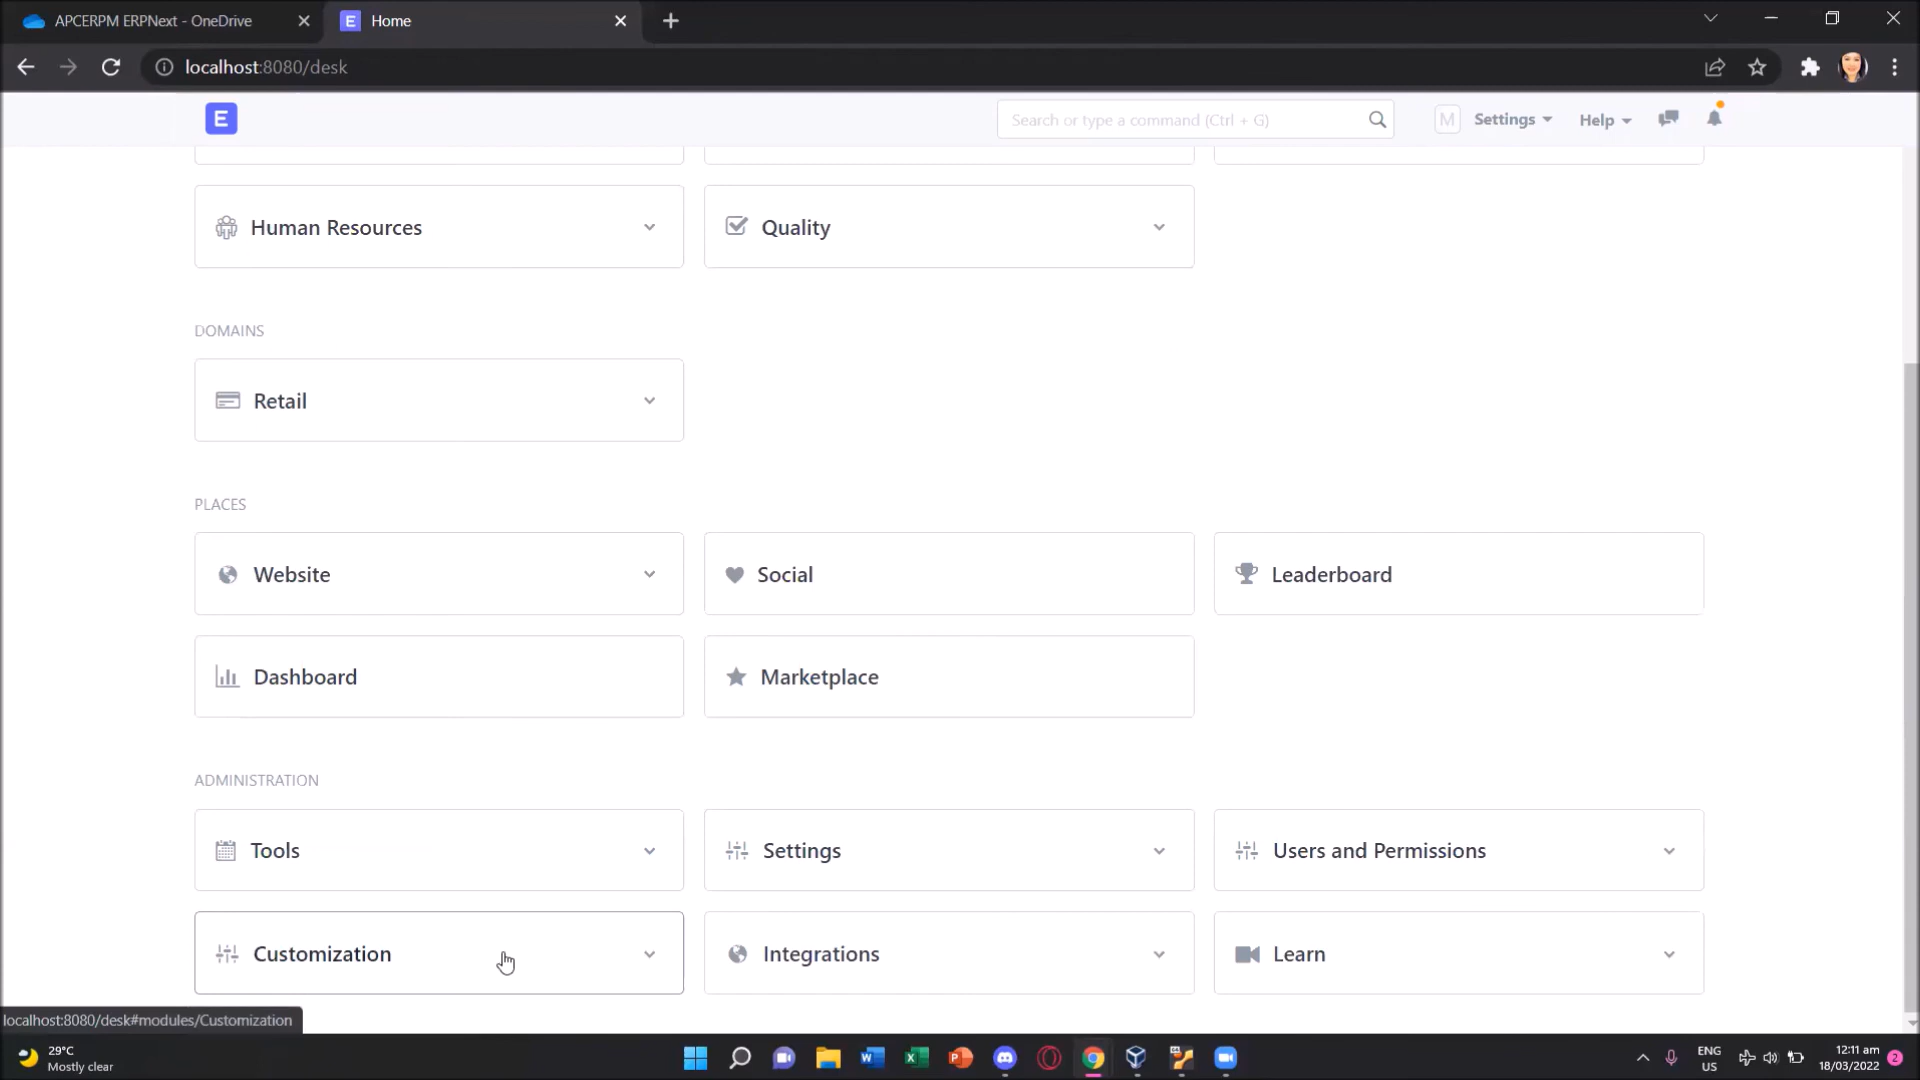 APCERPM ERPNext - OneDrive
E Home
localhost:8080/desk
E
Search or type a command (Ctrl + G)
M Settings
Help
Human Resources
Quality
DOMAINS
Retail
PLACES
Website
Social
Leaderboard
Dashboard
Marketplace
ADMINISTRATION
Tools
Settings
Users and Permissions
Customization
Integrations
Learn
localhost:8080/desk#modules/Customization
29°C
Mostly clear
ENG
US
12:11 am
18/03/2022
2